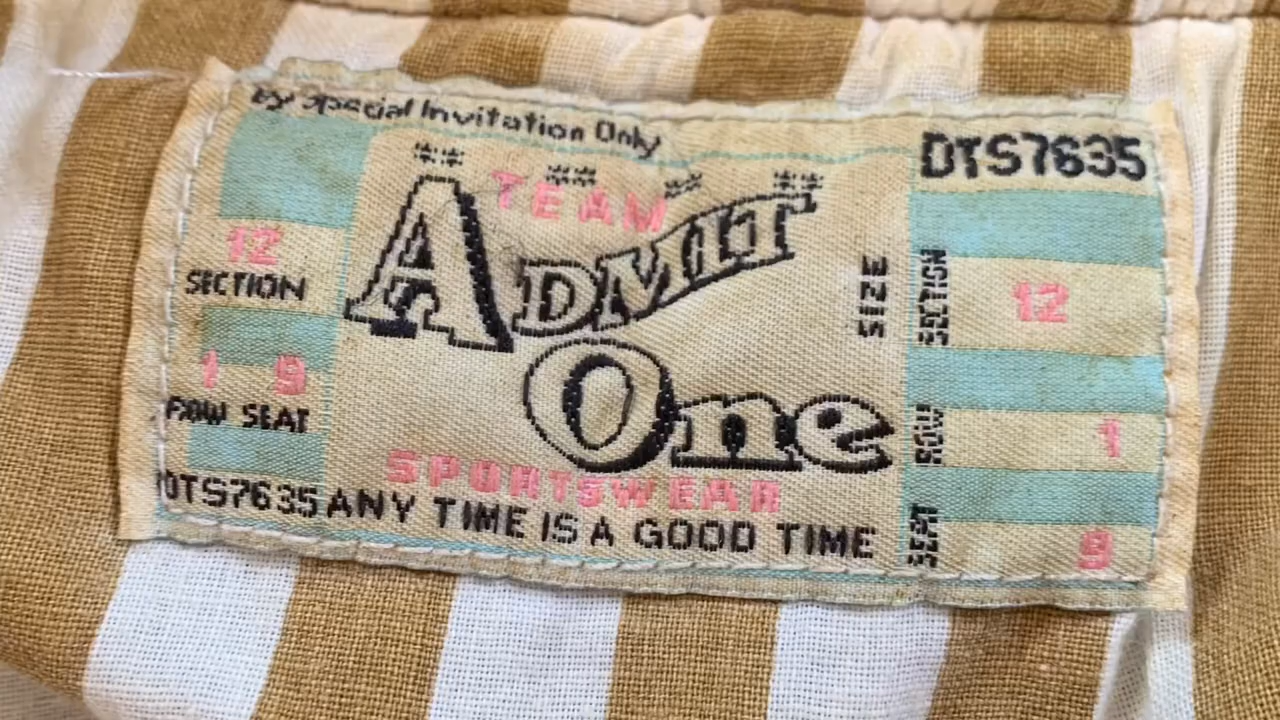 By Special Invitation Only
DTS7635
TEAM
ADMIT
One
SPORTSWEAR
ANY TIME IS A GOOD TIME
12
SECTION
1 9
ROW SEAT
DTS7635
SIZE
SECTION 12
ROW 1
SEAT 9